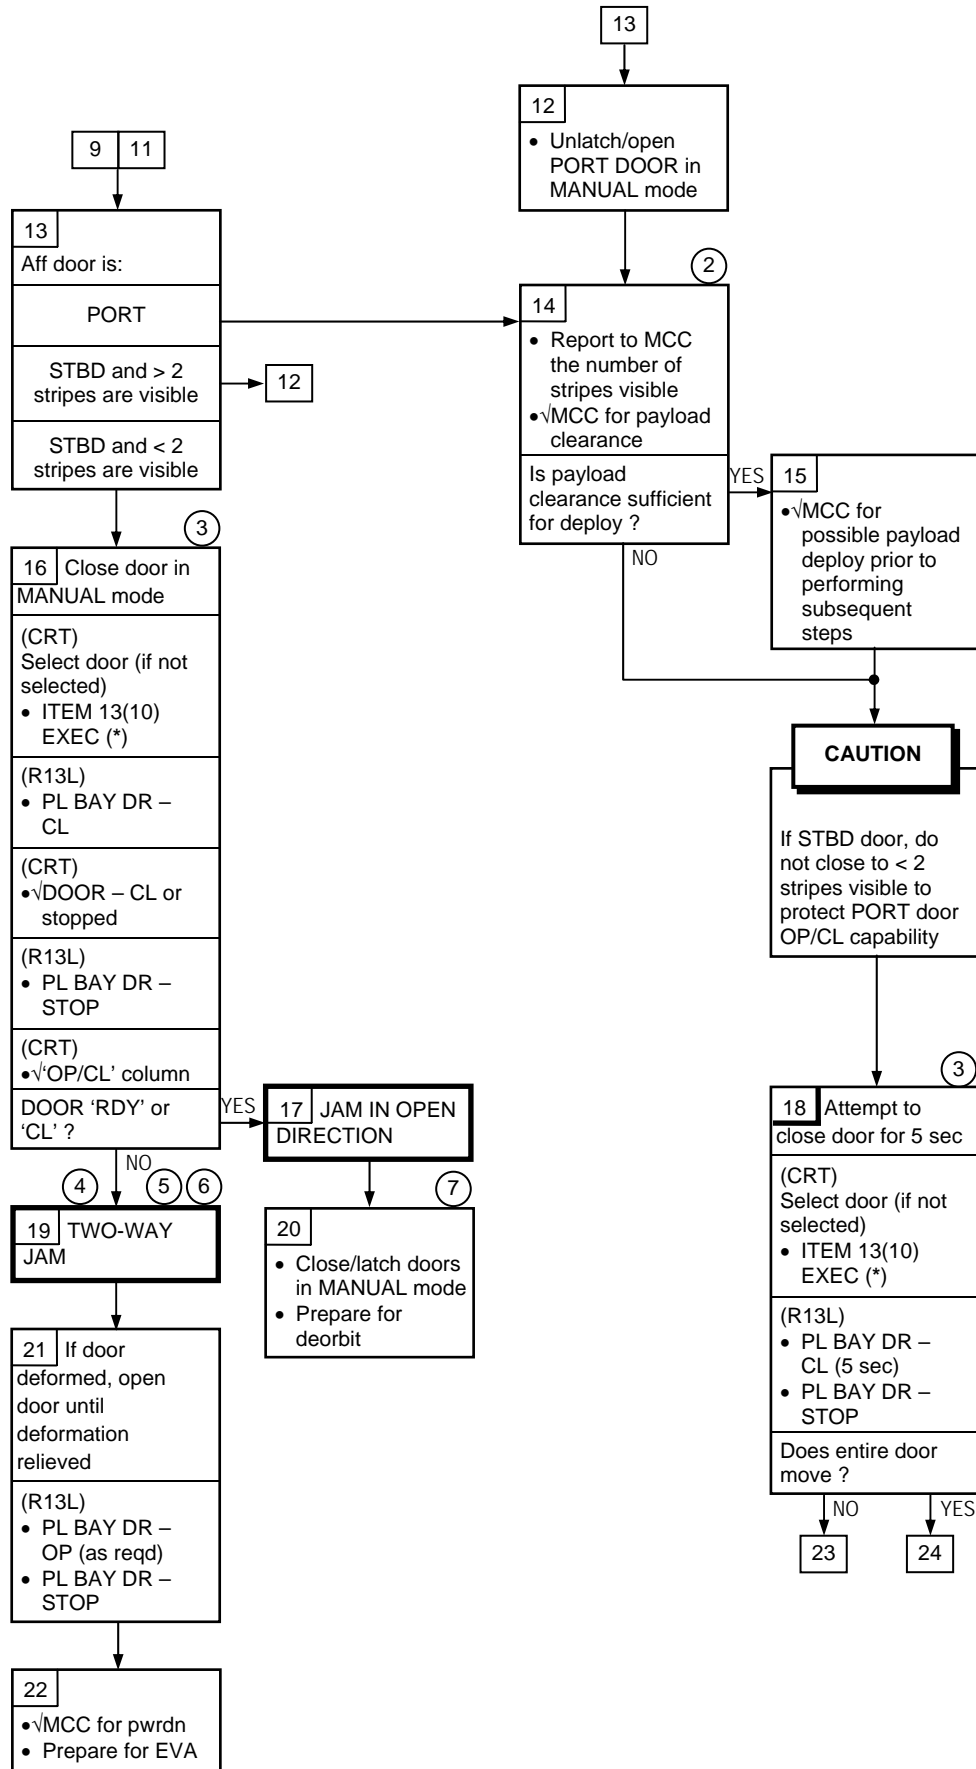 9 11
13
Aff door is:
PORT
STBD and > 2
stripes are visible
12
STBD and < 2
stripes are visible
3
16 Close door in
MANUAL mode
(CRT)
Select door (if not
selected)
• ITEM 13(10)
EXEC (*)
(R13L)
• PL BAY DR –
CL
(CRT)
•√DOOR – CL or
stopped
(R13L)
• PL BAY DR –
STOP
(CRT)
•√'OP/CL' column
DOOR 'RDY' or
'CL' ?
YES
17 JAM IN OPEN
DIRECTION
7
20
• Close/latch doors
in MANUAL mode
• Prepare for
deorbit
NO
4 5 6
19 TWO-WAY
JAM
21 If door
deformed, open
door until
deformation
relieved
(R13L)
• PL BAY DR –
OP (as reqd)
• PL BAY DR –
STOP
22
•√MCC for pwrdn
• Prepare for EVA
13
12
• Unlatch/open
PORT DOOR in
MANUAL mode
2
14
• Report to MCC
the number of
stripes visible
•√MCC for payload
clearance
Is payload
clearance sufficient
for deploy ?
YES
NO
15
•√MCC for
possible payload
deploy prior to
performing
subsequent
steps
CAUTION
If STBD door, do
not close to < 2
stripes visible to
protect PORT door
OP/CL capability
3
18 Attempt to
close door for 5 sec
(CRT)
Select door (if not
selected)
• ITEM 13(10)
EXEC (*)
(R13L)
• PL BAY DR –
CL (5 sec)
• PL BAY DR –
STOP
Does entire door
move ?
NO YES
23 24